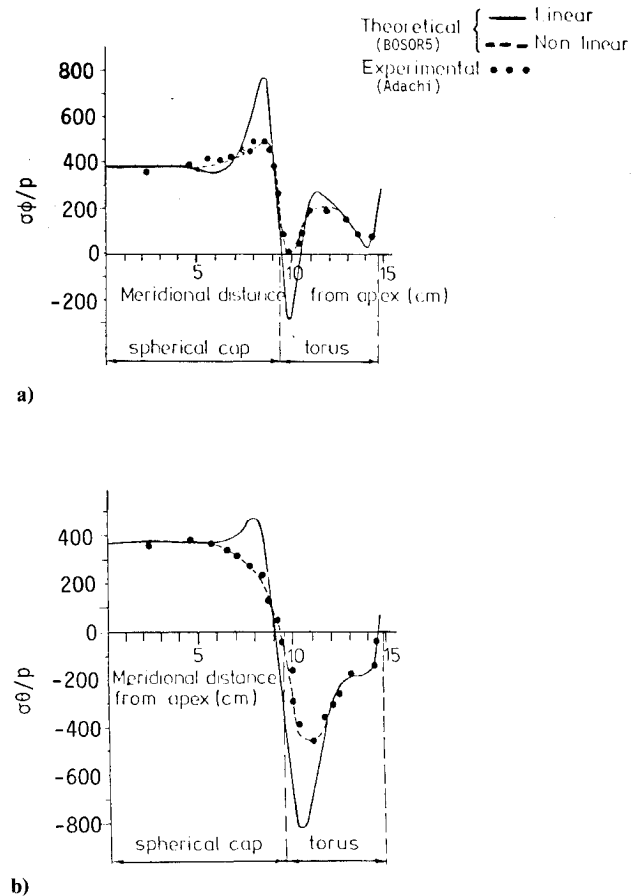 Theoretical { Linear
(BOSOR5) Non linear
Experimental
(Adachi)
800
600
400
200
0
-200
σϕ/p
5 10 15
Meridional distance from apex (cm)
spherical cap torus
a)
400
200
0
-200
-400
-600
-800
σθ/p
5 10 15
Meridional distance
from apex (cm)
spherical cap torus
b)